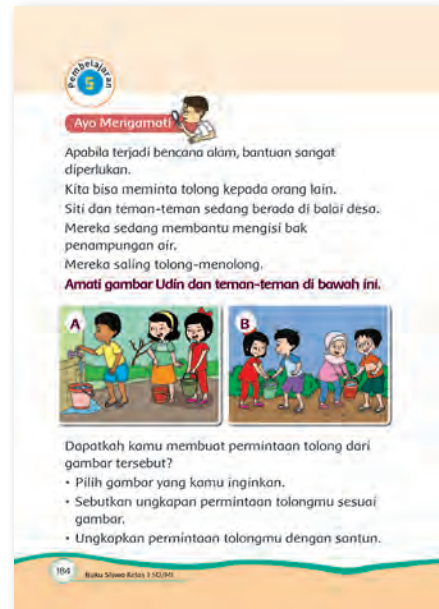 Pembelajaran
5
Ayo Mengamati
Apabila terjadi bencana alam, bantuan sangat
diperlukan.
Kita bisa meminta tolong kepada orang lain.
Siti dan teman-teman sedang berada di balai desa.
Mereka sedang membantu mengisi bak
penampungan air.
Mereka saling tolong-menolong.
Amati gambar Udin dan teman-teman di bawah ini.
A
B
Dapatkah kamu membuat permintaan tolong dari
gambar tersebut?
• Pilih gambar yang kamu inginkan.
• Sebutkan ungkapan permintaan tolongmu sesuai
gambar.
• Ungkapkan permintaan tolongmu dengan santun.
184
Buku Siswa Kelas 1 SD/MI